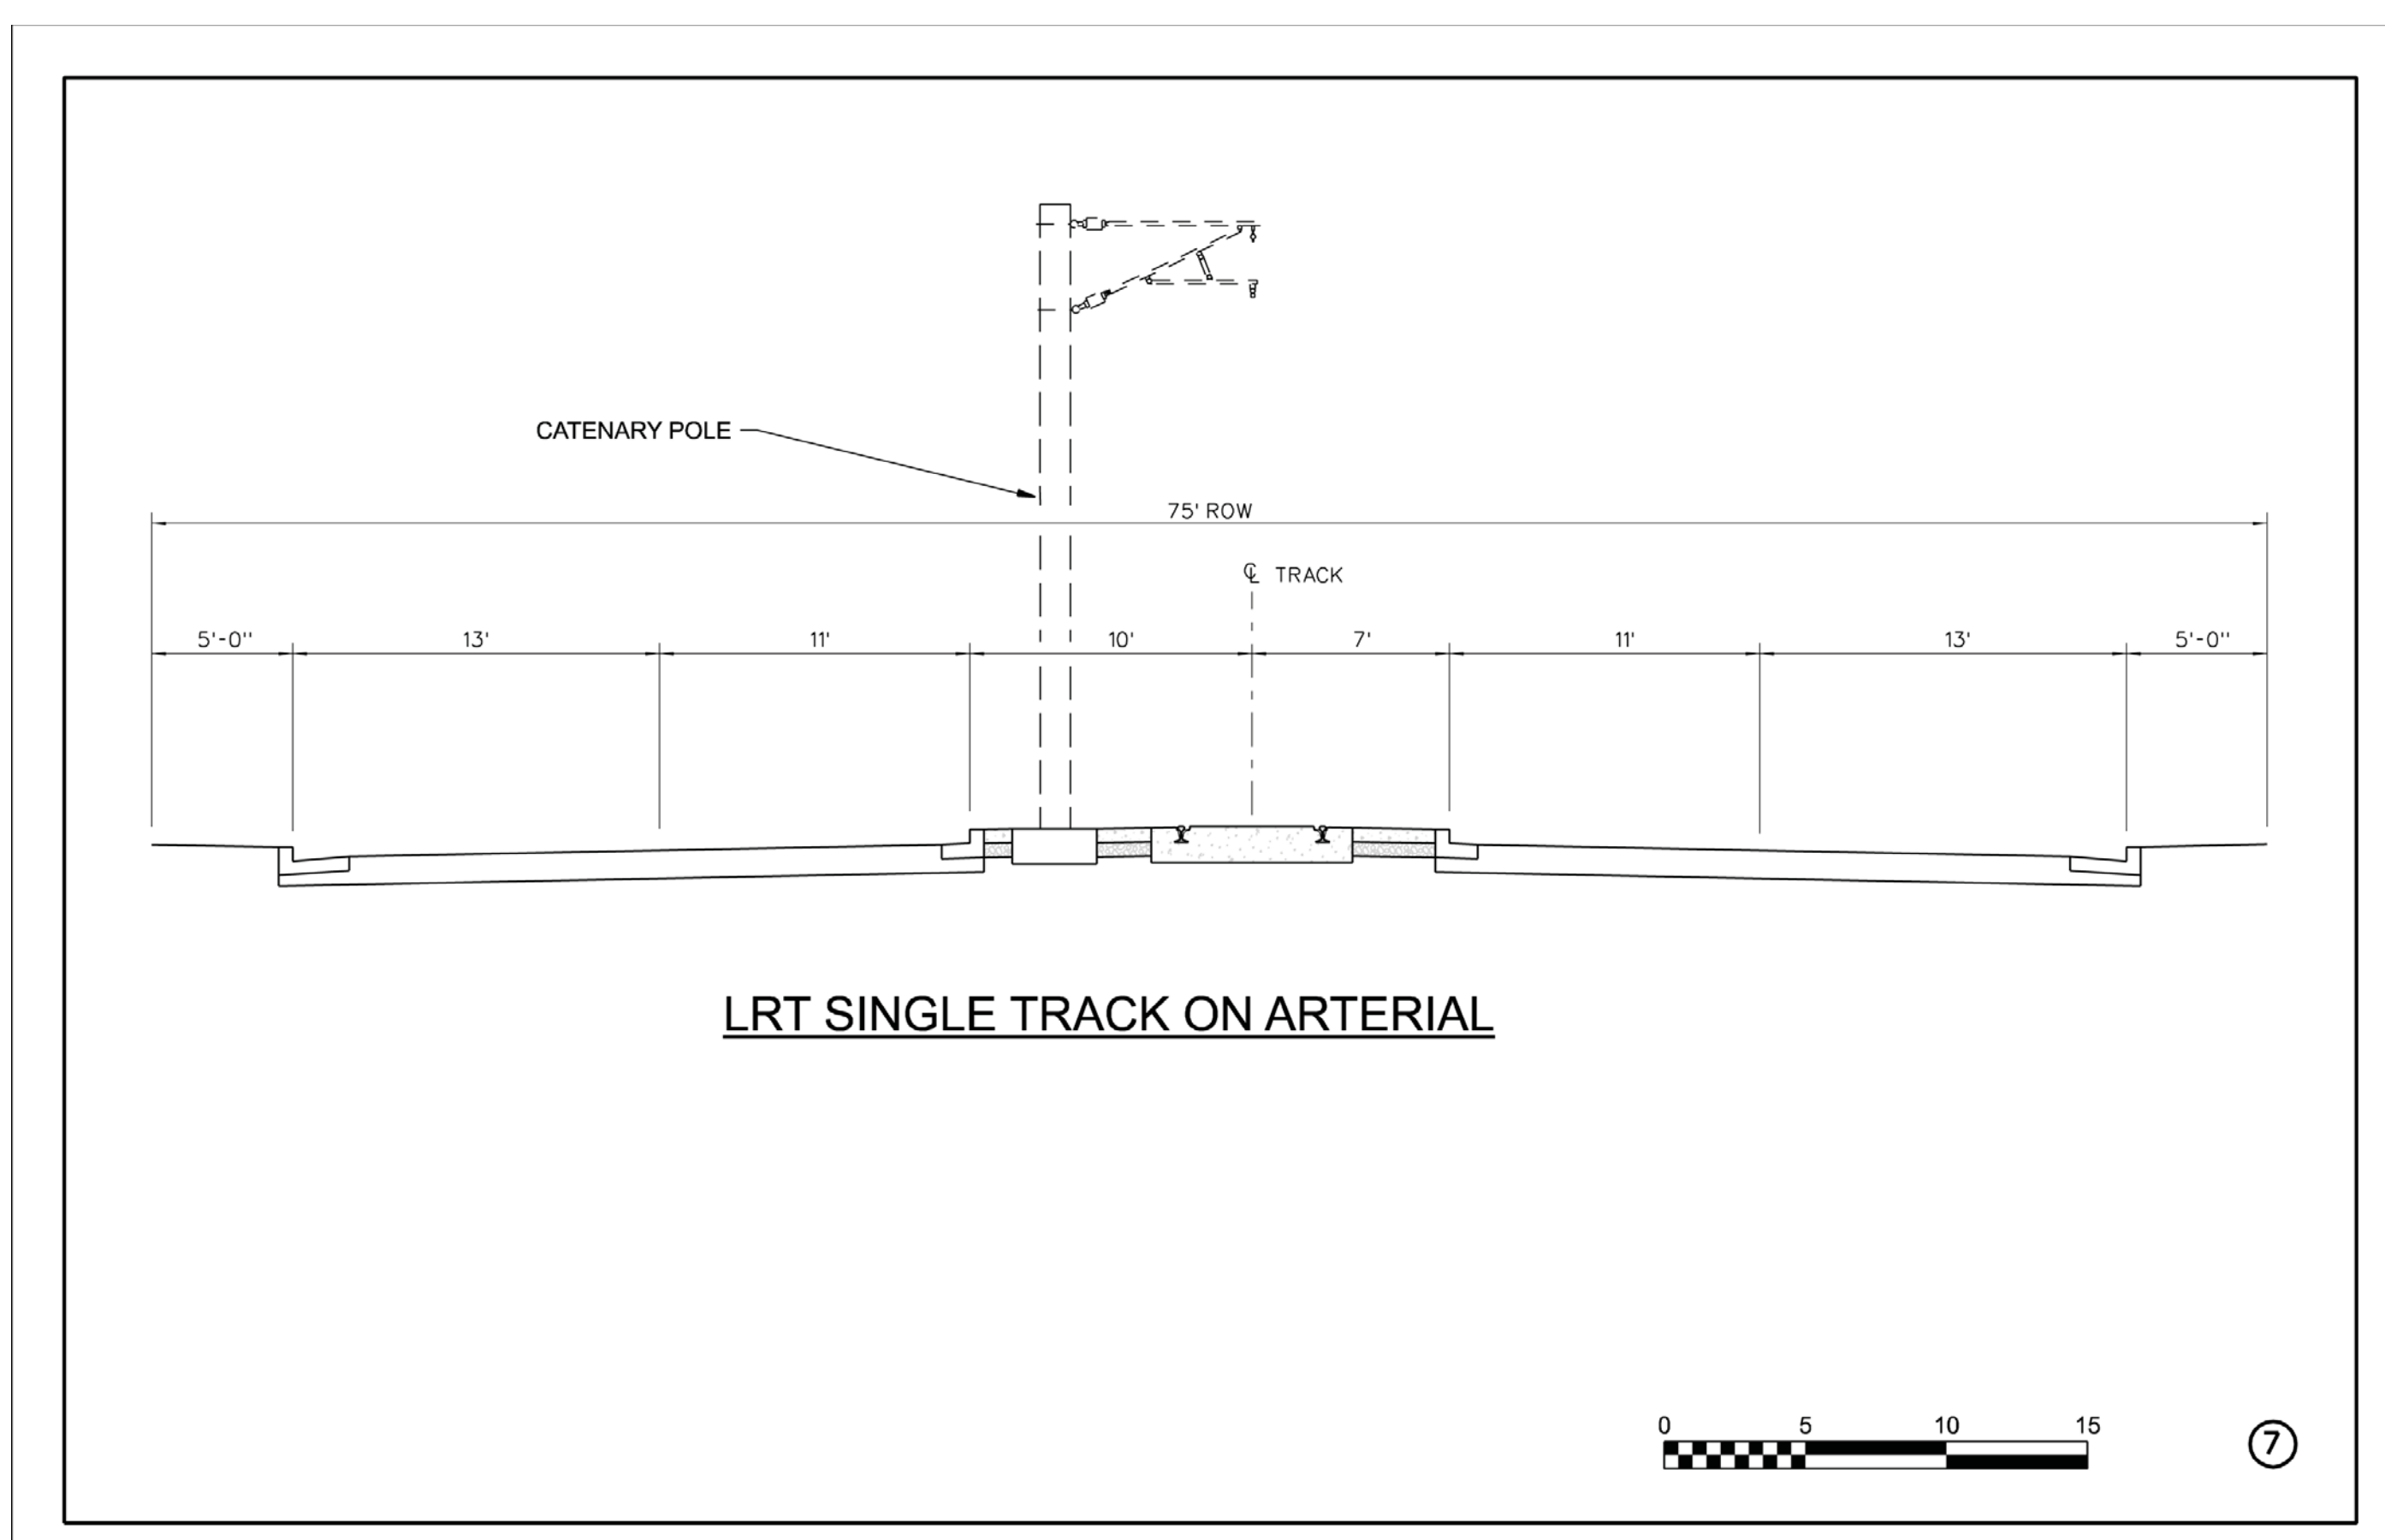 CATENARY POLE
75' ROW
℄ TRACK
5'-0" 13' 11' 10' 7' 11' 13' 5'-0"
LRT SINGLE TRACK ON ARTERIAL
0 5 10 15
7